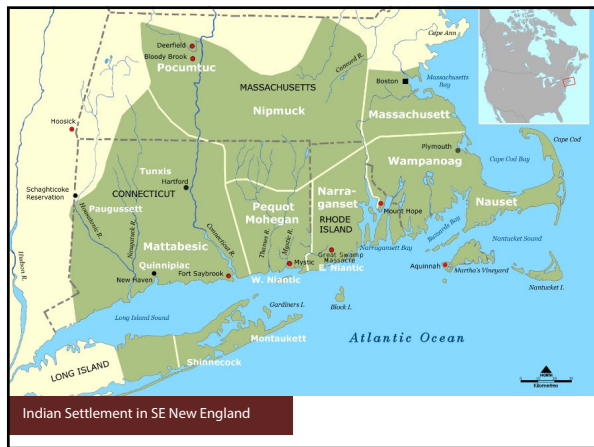 Cape Ann
Deerfield
Bloody Brook
Pocumtuc
Concord R.
MASSACHUSETTS
Boston
Massachusetts
Bay
Nipmuck
Massachusett
Hoosick
Plymouth
Cape Cod
Wampanoag
Cape Cod Bay
Tunxis
Hartford
Schaghticoke
Reservation
CONNECTICUT
Paugussett
Pequot
Mohegan
Narra-
ganset
Nauset
Mount Hope
RHODE
ISLAND
Housatonic R.
Naugatuck R.
Connecticut R.
Thames R.
Mystic R.
Buzzards Bay
Mattabesic
Narragansett Bay
Nantucket Sound
Great Swamp
Massacre
Quinnipiac
Mystic
E. Niantic
Aquinnah
Martha's Vineyard
New Haven
Fort Saybrook
W. Niantic
Nantucket I.
Hudson R.
Gardiners I.
Block I.
Long Island Sound
Atlantic Ocean
Montaukett
Shinnecock
LONG ISLAND
NORTH
Kilometres
Indian Settlement in SE New England